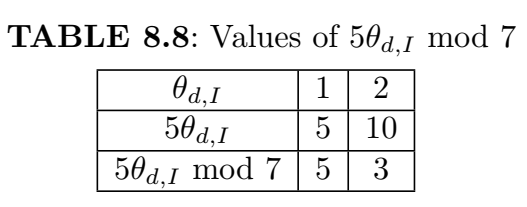 TABLE 8.8: Values of 5θ_{d,I} mod 7
θ_{d,I} 1 2
5θ_{d,I} 5 10
5θ_{d,I} mod 7 5 3